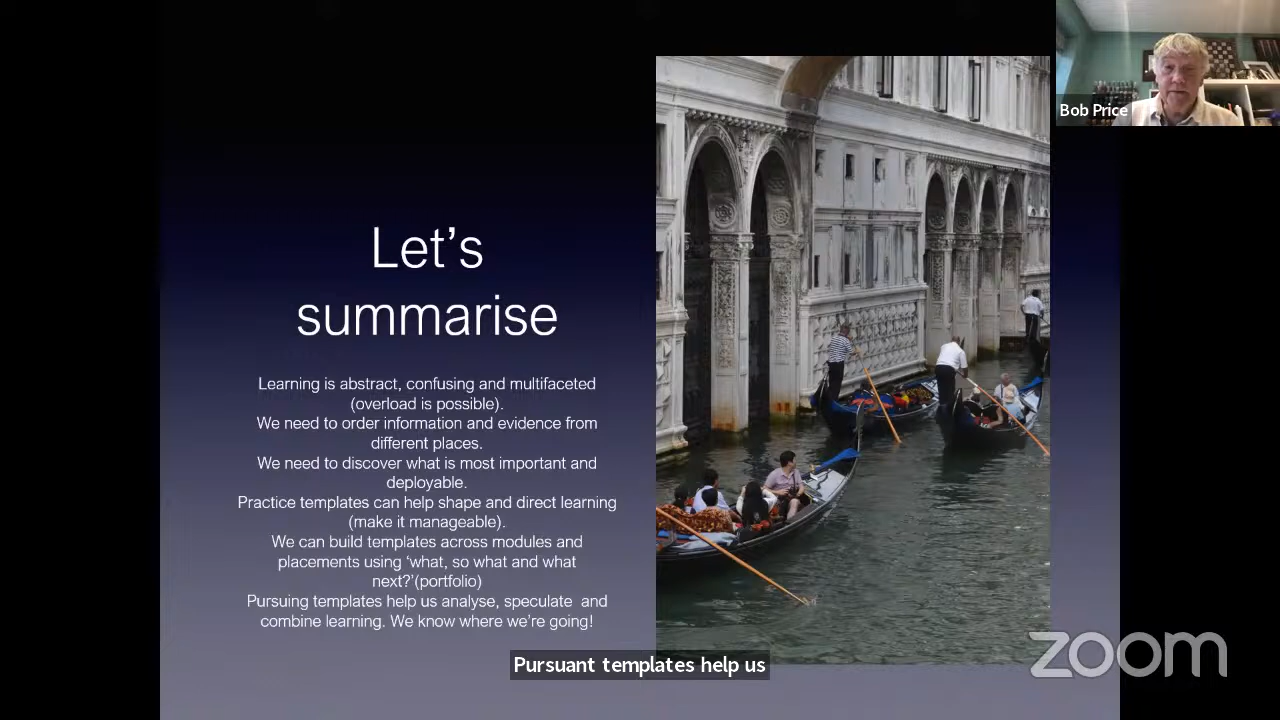 Bob Price
Let's
summarise
Learning is abstract, confusing and multifaceted
(overload is possible).
We need to order information and evidence from
different places.
We need to discover what is most important and
deployable.
Practice templates can help shape and direct learning
(make it manageable).
We can build templates across modules and
placements using ‘what, so what and what
next?’(portfolio)
Pursuing templates help us analyse, speculate  and
combine learning. We know where we’re going!
Pursuant templates help us
zoom